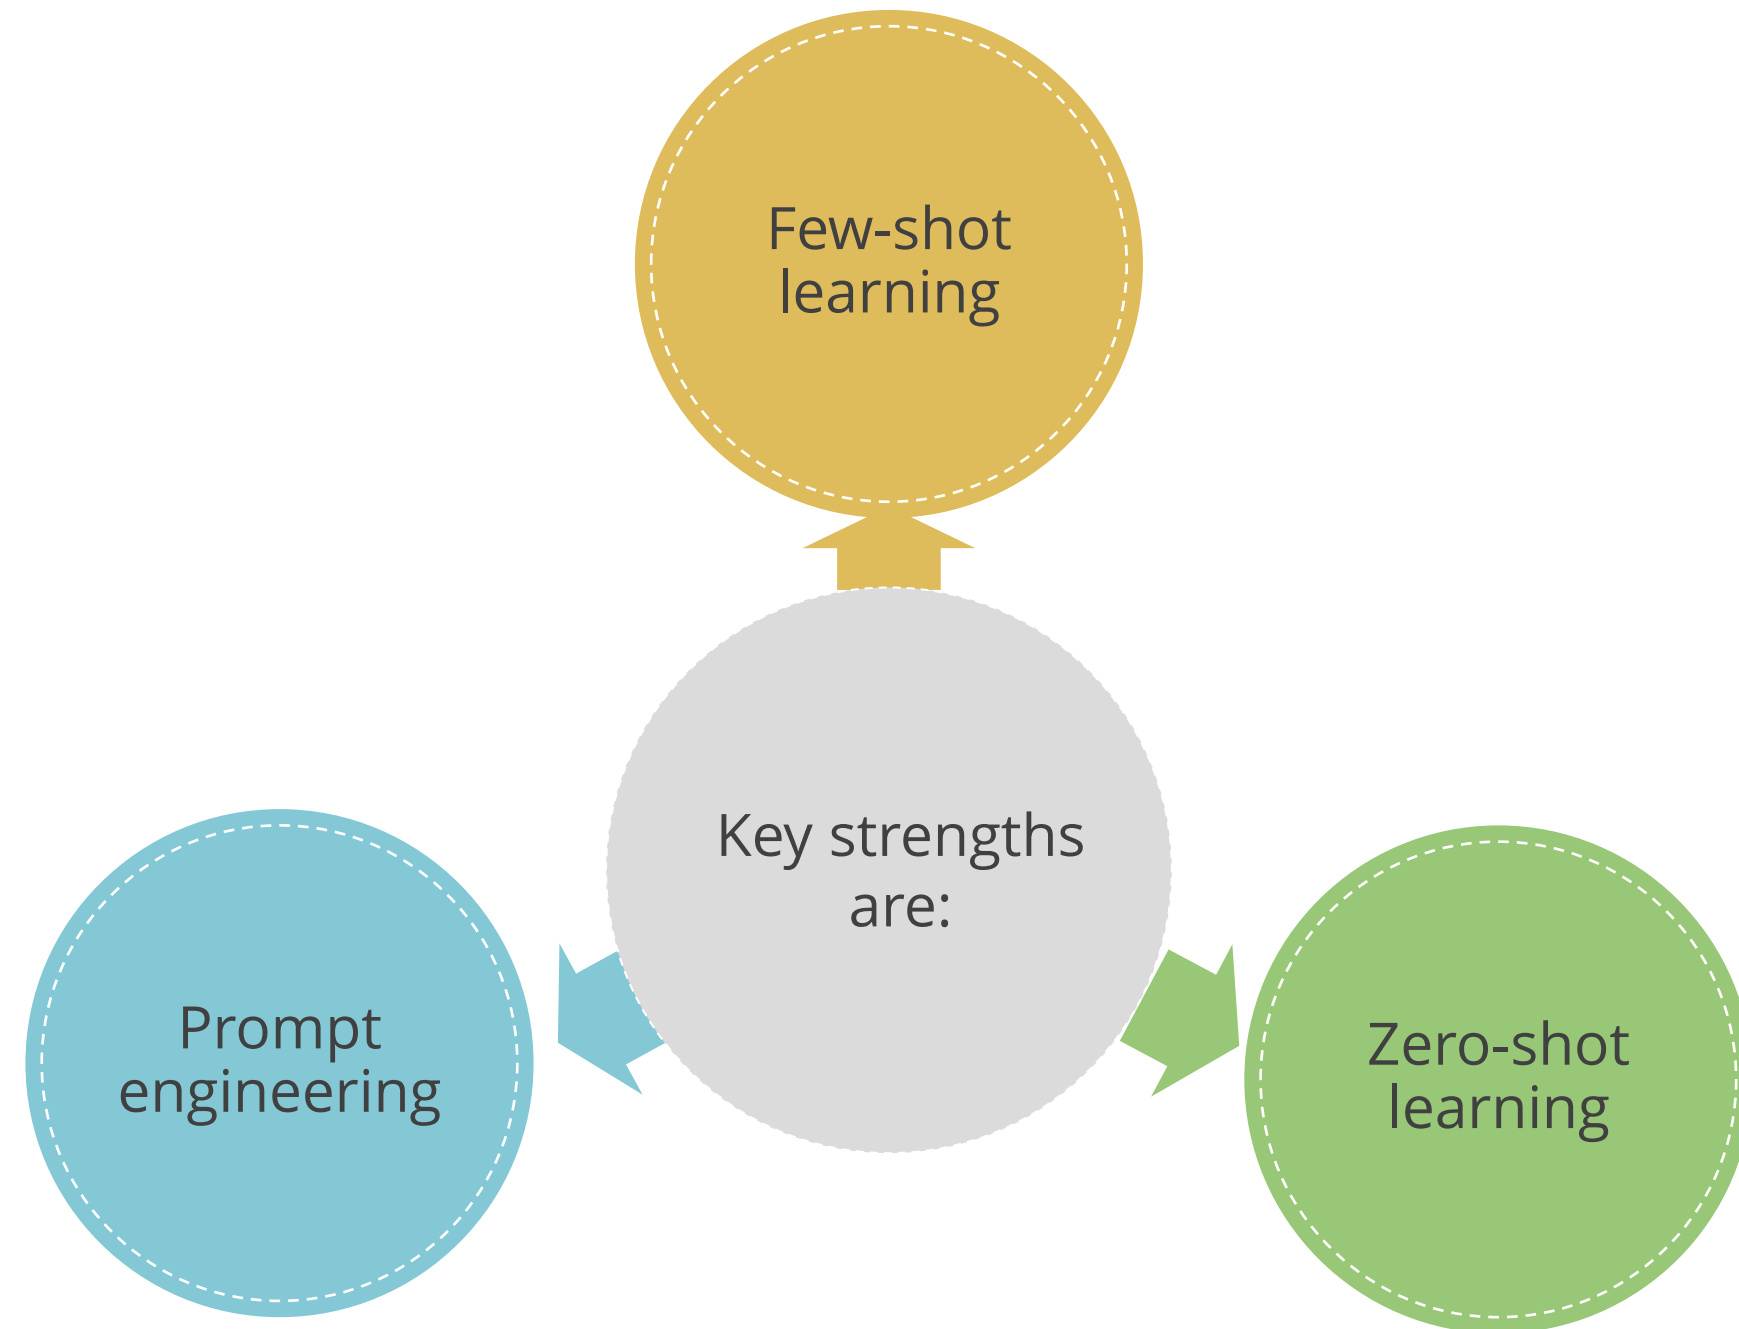 Few-shot
learning
Key strengths
are:
Prompt
engineering
Zero-shot
learning